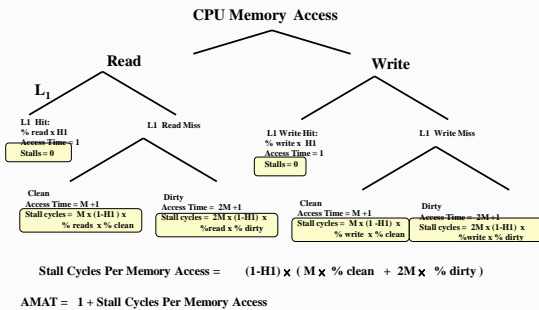 CPU Memory Access
Read
Write
L1
L1 Hit:
% read x H1
Access Time = 1
Stalls = 0
L1 Read Miss
L1 Write Hit:
% write x H1
Access Time = 1
Stalls = 0
L1 Write Miss
Clean
Access Time = M +1
Stall cycles = M x (1-H1) x
% reads x % clean
Dirty
Access Time = 2M +1
Stall cycles = 2M x (1-H1) x
%read x % dirty
Clean
Access Time = M +1
Stall cycles = M x (1 -H1) x
% write x % clean
Dirty
Access Time = 2M +1
Stall cycles = 2M x (1-H1) x
%write x % dirty
Stall Cycles Per Memory Access = (1-H1) x ( M x % clean + 2M x % dirty )
AMAT = 1 + Stall Cycles Per Memory Access